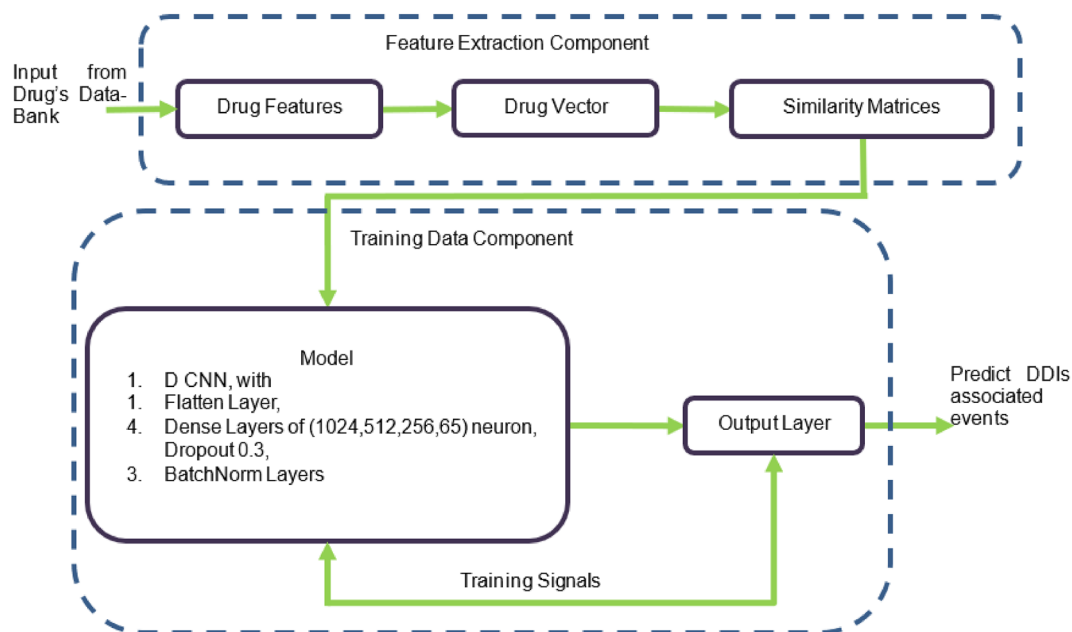 Feature Extraction Component
Input from
Drug's Data-
Bank
Drug Features
Drug Vector
Similarity Matrices
Training Data Component
Model
1. D CNN, with
1. Flatten Layer,
4. Dense Layers of (1024,512,256,65) neuron,
Dropout 0.3,
3. BatchNorm Layers
Output Layer
Predict DDIs
associated
events
Training Signals